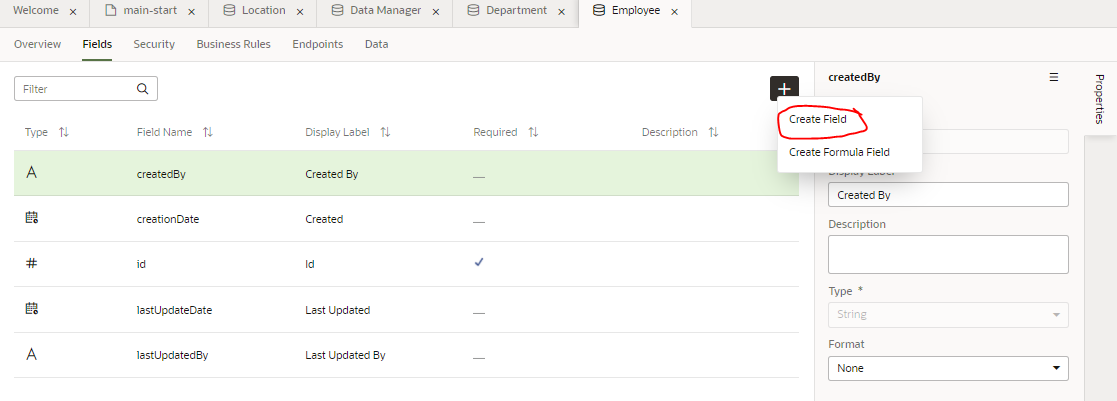 Welcome × main-start × Location × Data Manager × Department × Employee ×
Overview Fields Security Business Rules Endpoints Data
Filter
Type Field Name Display Label Required Description
A createdBy Created By —
creationDate Created —
# id Id ✓
lastUpdateDate Last Updated —
A lastUpdatedBy Last Updated By —
+
Create Field
Create Formula Field
createdBy
Display Label
Created By
Description
Type *
String
Format
None
Properties